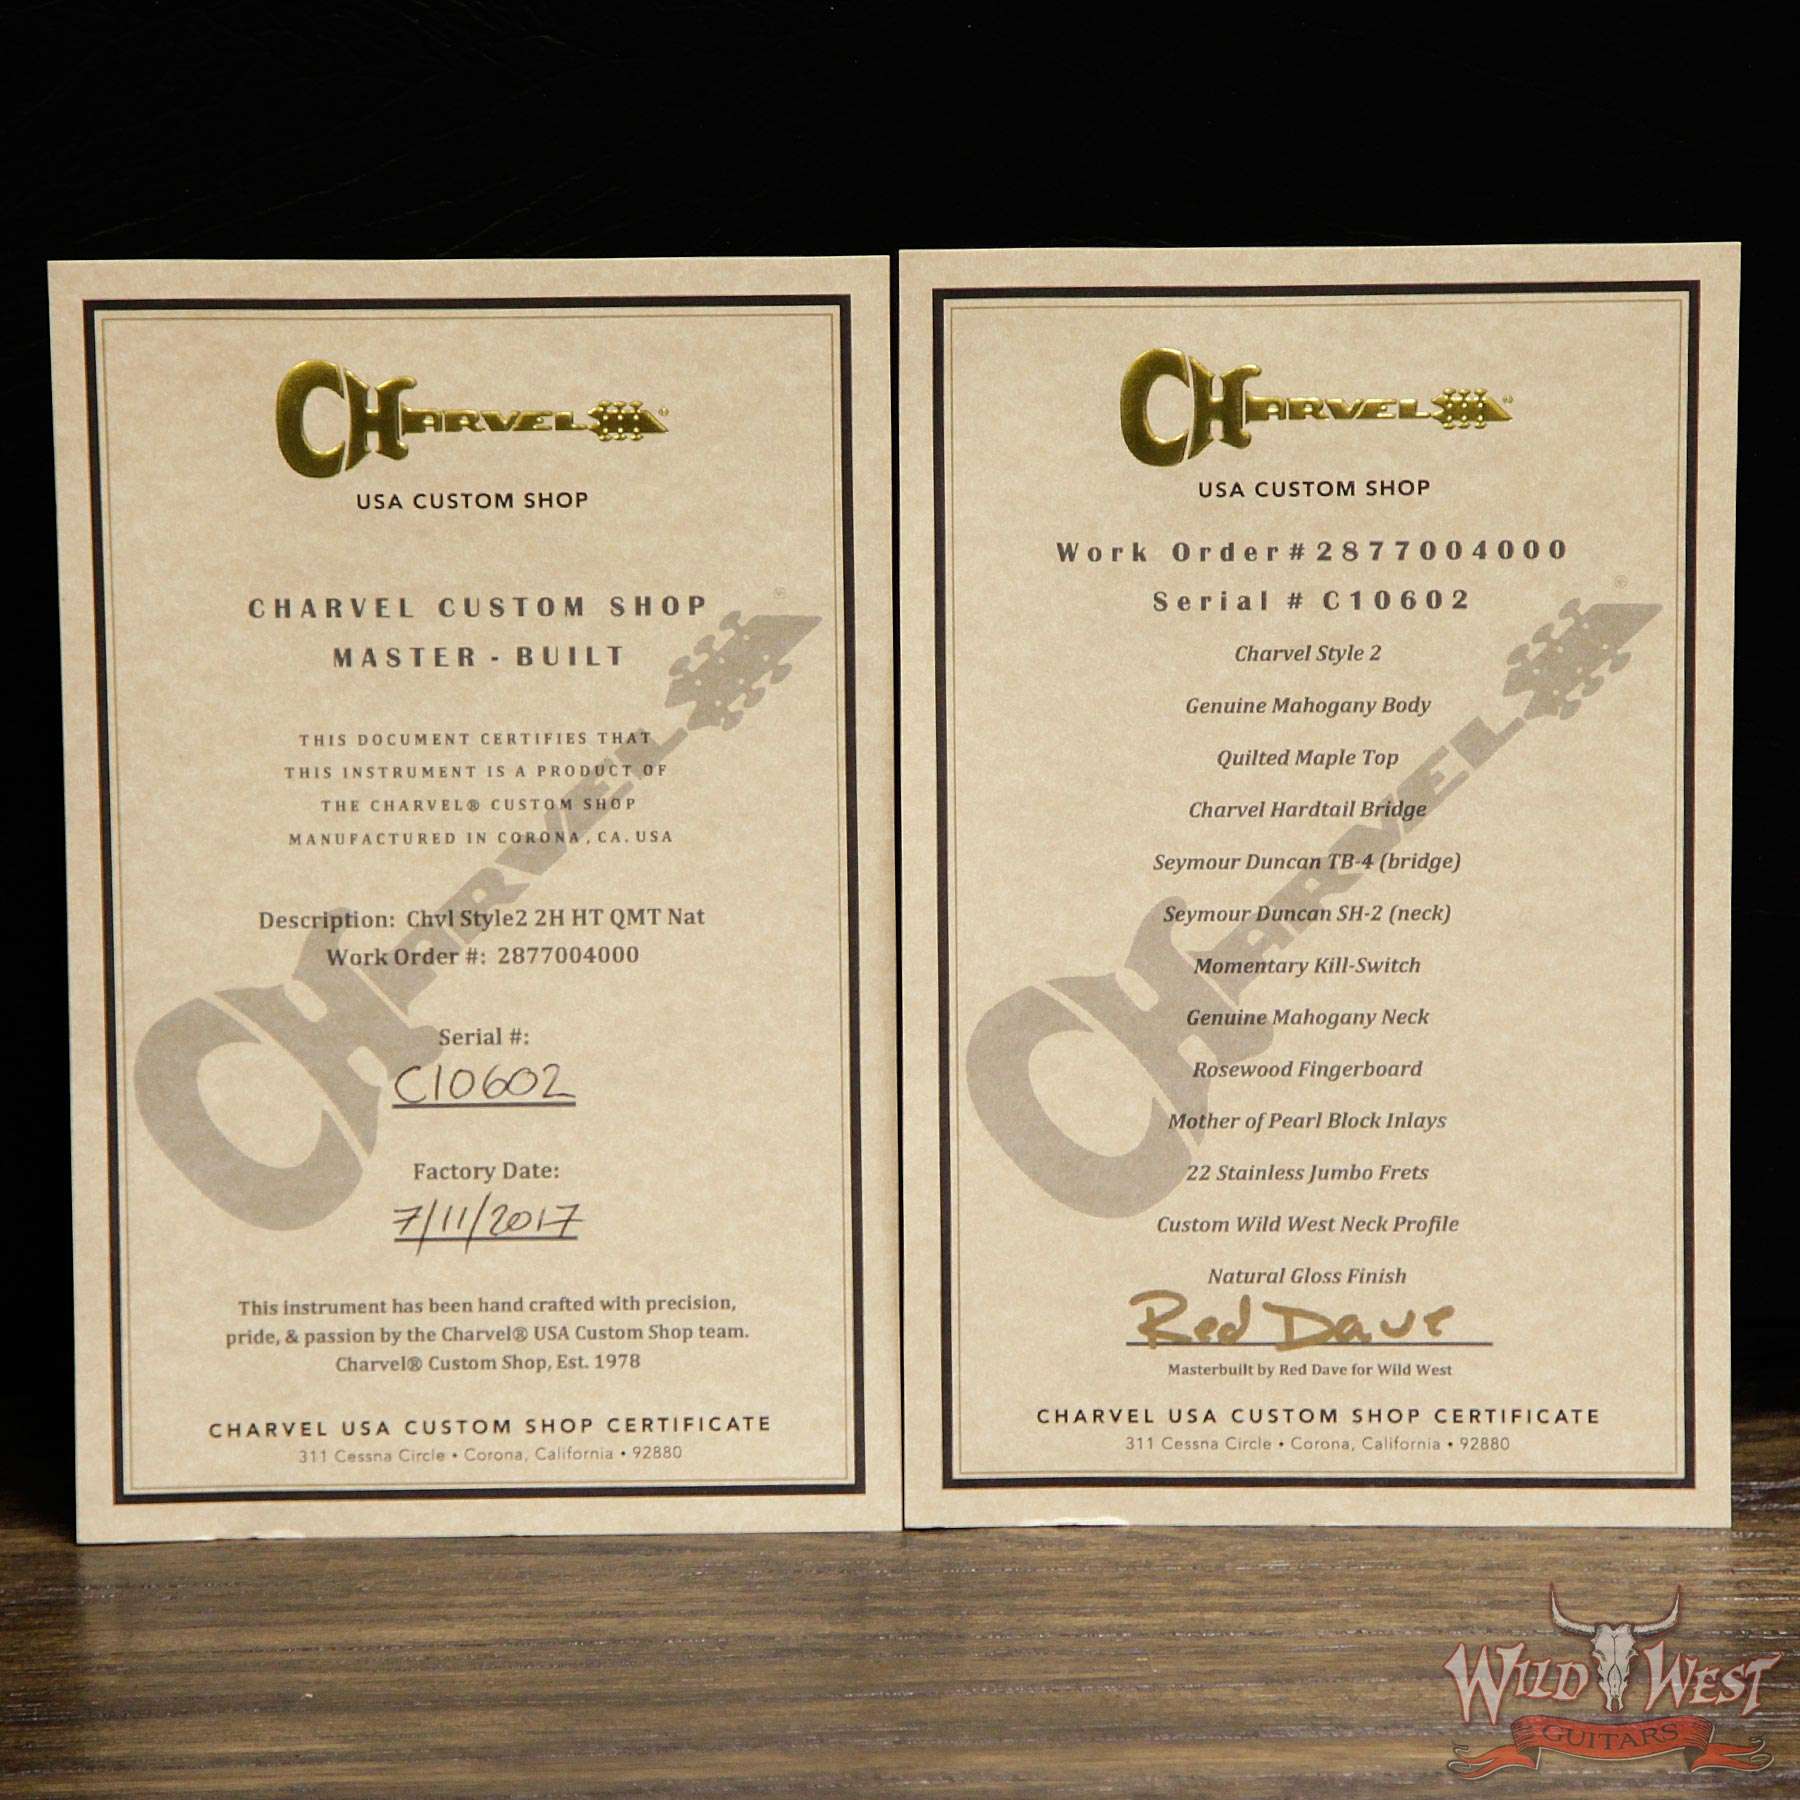 CHARVEL®
USA CUSTOM SHOP
CHARVEL CUSTOM SHOP
MASTER - BUILT
THIS DOCUMENT CERTIFIES THAT
THIS INSTRUMENT IS A PRODUCT OF
THE CHARVEL® CUSTOM SHOP
MANUFACTURED IN CORONA, CA. USA
Description: Chvl Style2 2H HT QMT Nat
Work Order #: 2877004000
Serial #:
C10602
Factory Date:
7/11/2017
This instrument has been hand crafted with precision,
pride, & passion by the Charvel® USA Custom Shop team.
Charvel® Custom Shop, Est. 1978
CHARVEL USA CUSTOM SHOP CERTIFICATE
311 Cessna Circle • Corona, California • 92880
CHARVEL®
CHARVEL®
USA CUSTOM SHOP
Work Order#2877004000
Serial # C10602
Charvel Style 2
Genuine Mahogany Body
Quilted Maple Top
Charvel Hardtail Bridge
Seymour Duncan TB-4 (bridge)
Seymour Duncan SH-2 (neck)
Momentary Kill-Switch
Genuine Mahogany Neck
Rosewood Fingerboard
Mother of Pearl Block Inlays
22 Stainless Jumbo Frets
Custom Wild West Neck Profile
Natural Gloss Finish
Red Dave
Masterbuilt by Red Dave for Wild West
CHARVEL USA CUSTOM SHOP CERTIFICATE
311 Cessna Circle • Corona, California • 92880
CHARVEL®
WILD WEST
GUITARS